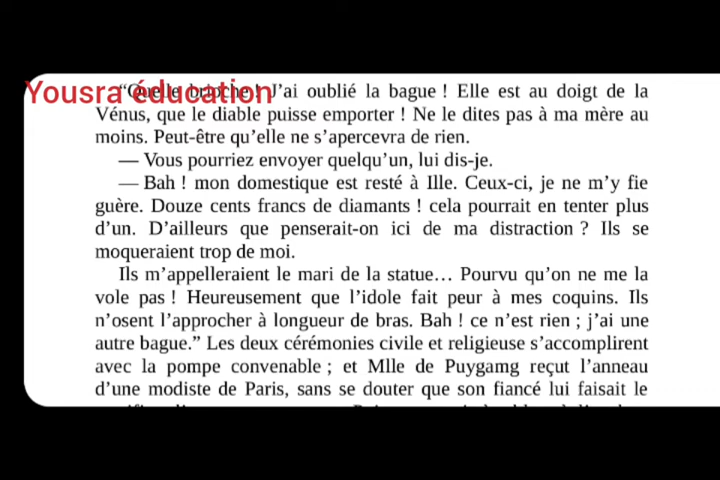 Yousra éducation
“Quelle brioche ! J’ai oublié la bague ! Elle est au doigt de la
Vénus, que le diable puisse emporter ! Ne le dites pas à ma mère au
moins. Peut-être qu’elle ne s’apercevra de rien.
— Vous pourriez envoyer quelqu’un, lui dis-je.
— Bah ! mon domestique est resté à Ille. Ceux-ci, je ne m’y fie
guère. Douze cents francs de diamants ! cela pourrait en tenter plus
d’un. D’ailleurs que penserait-on ici de ma distraction ? Ils se
moqueraient trop de moi.
Ils m’appelleraient le mari de la statue… Pourvu qu’on ne me la
vole pas ! Heureusement que l’idole fait peur à mes coquins. Ils
n’osent l’approcher à longueur de bras. Bah ! ce n’est rien ; j’ai une
autre bague.” Les deux cérémonies civile et religieuse s’accomplirent
avec la pompe convenable ; et Mlle de Puygamg reçut l’anneau
d’une modiste de Paris, sans se douter que son fiancé lui faisait le